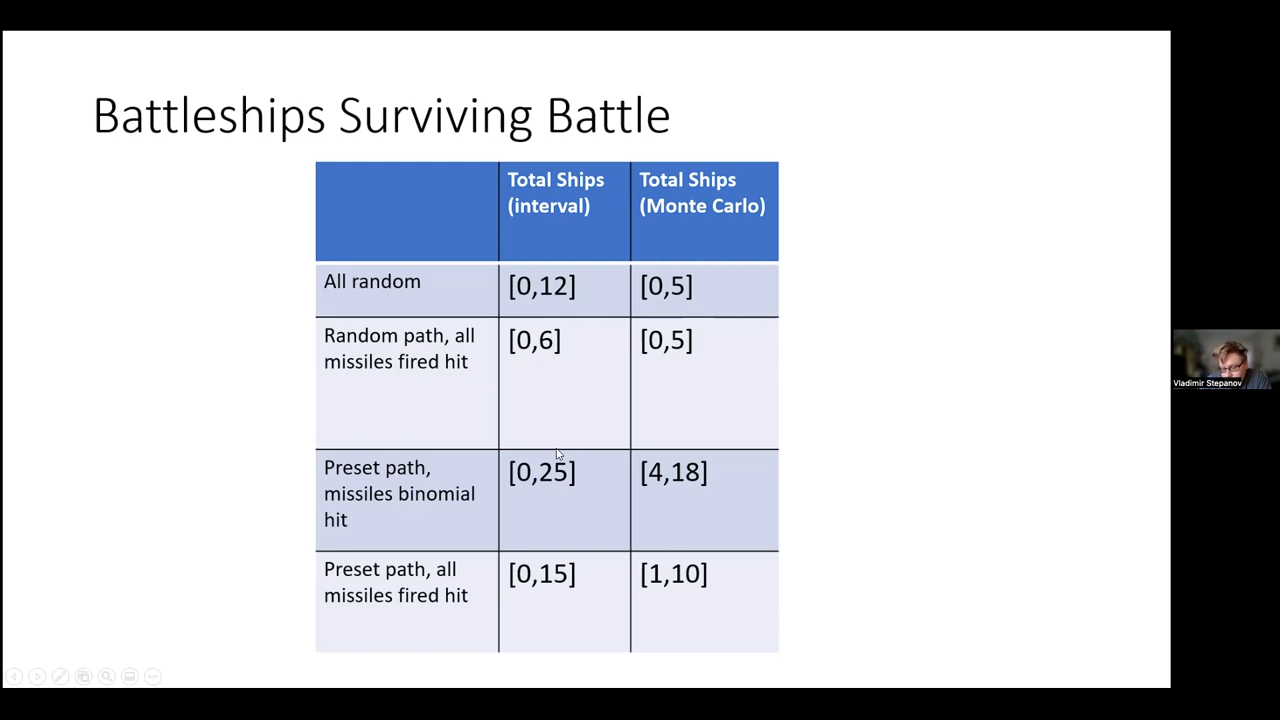 Battleships Surviving Battle
Total Ships
(interval)
Total Ships
(Monte Carlo)
All random
[0,12]
[0,5]
Random path, all
missiles fired hit
[0,6]
[0,5]
Preset path,
missiles binomial
hit
[0,25]
[4,18]
Preset path, all
missiles fired hit
[0,15]
[1,10]
Vladimir Stepanov